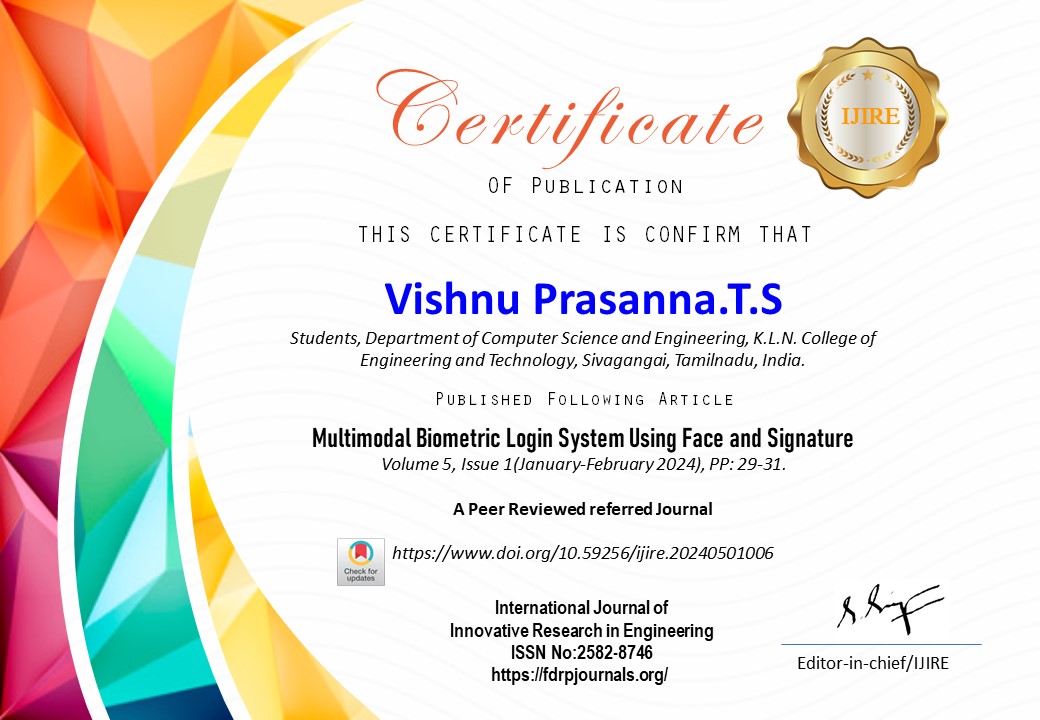 Certificate
IJIRE
OF PUBLICATION
THIS CERTIFICATE IS CONFIRM THAT
Vishnu Prasanna.T.S
Students, Department of Computer Science and Engineering, K.L.N. College of
Engineering and Technology, Sivagangai, Tamilnadu, India.
PUBLISHED FOLLOWING ARTICLE
Multimodal Biometric Login System Using Face and Signature
Volume 5, Issue 1(January-February 2024), PP: 29-31.
A Peer Reviewed referred Journal
Check for
updates
https://www.doi.org/10.59256/ijire.20240501006
International Journal of
Innovative Research in Engineering
ISSN No:2582-8746
https://fdrpjournals.org/
Editor-in-chief/IJIRE